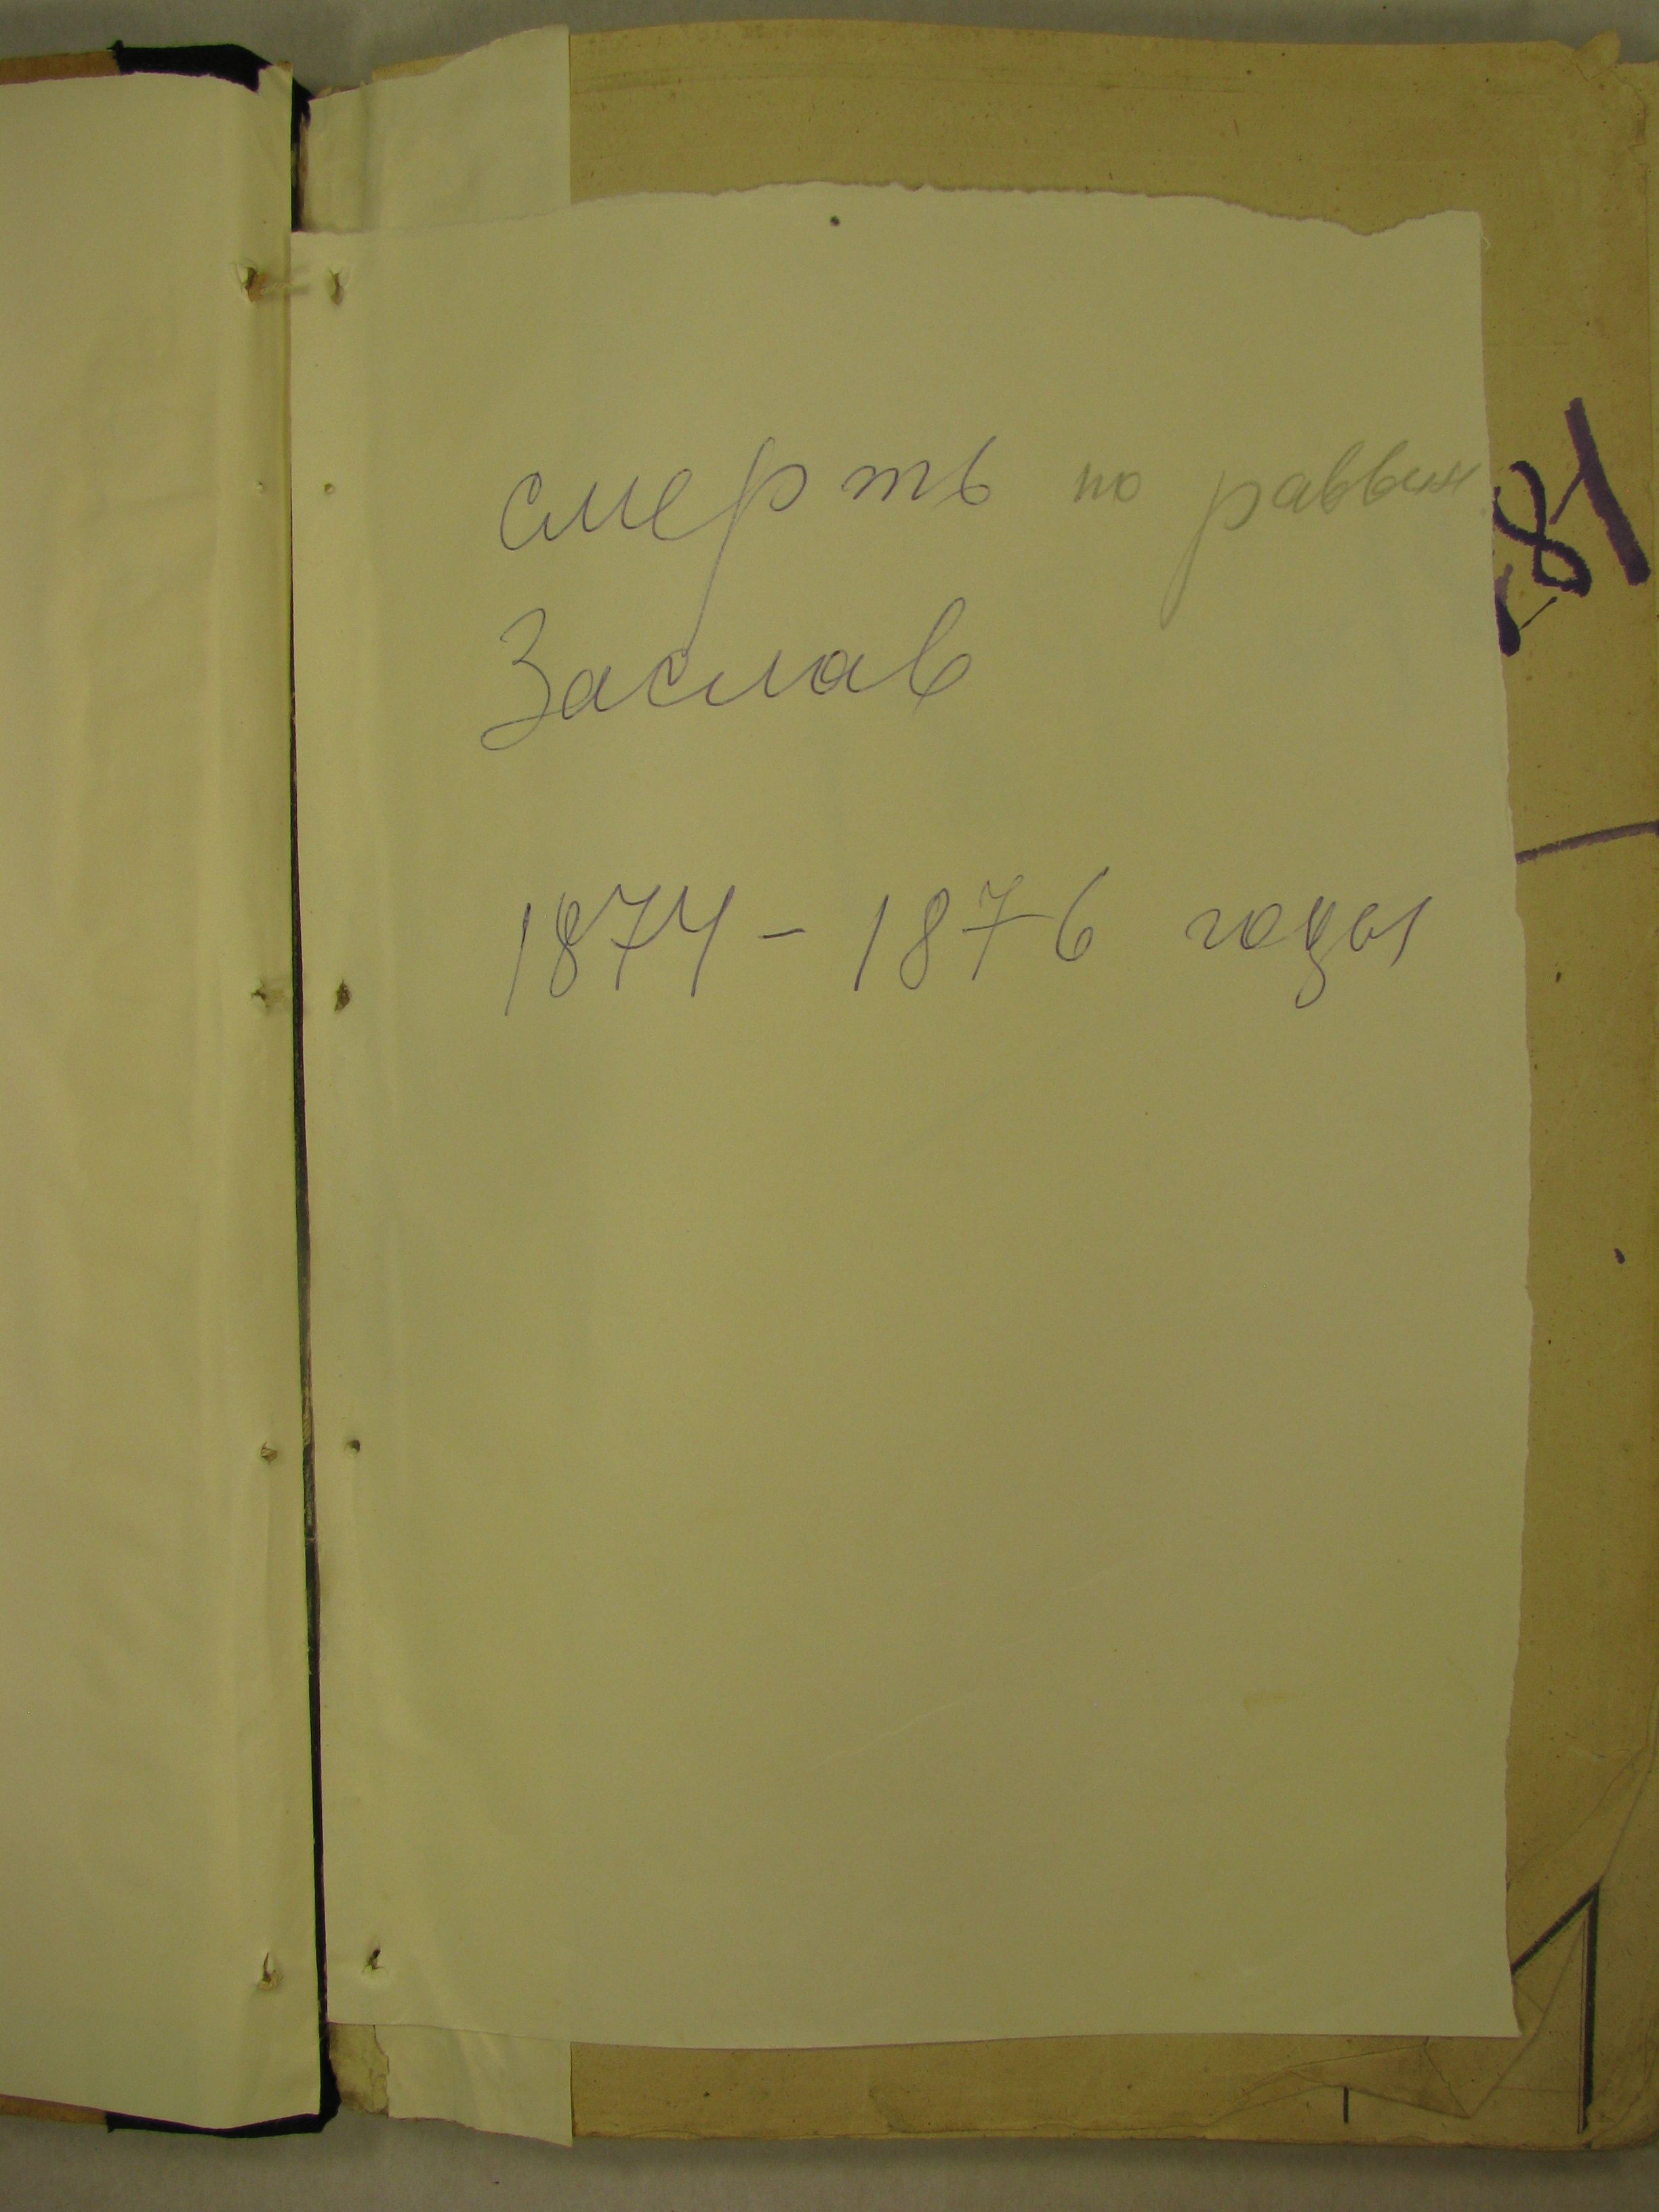 смерть по раввин
Заслав
1874 - 1876 годы